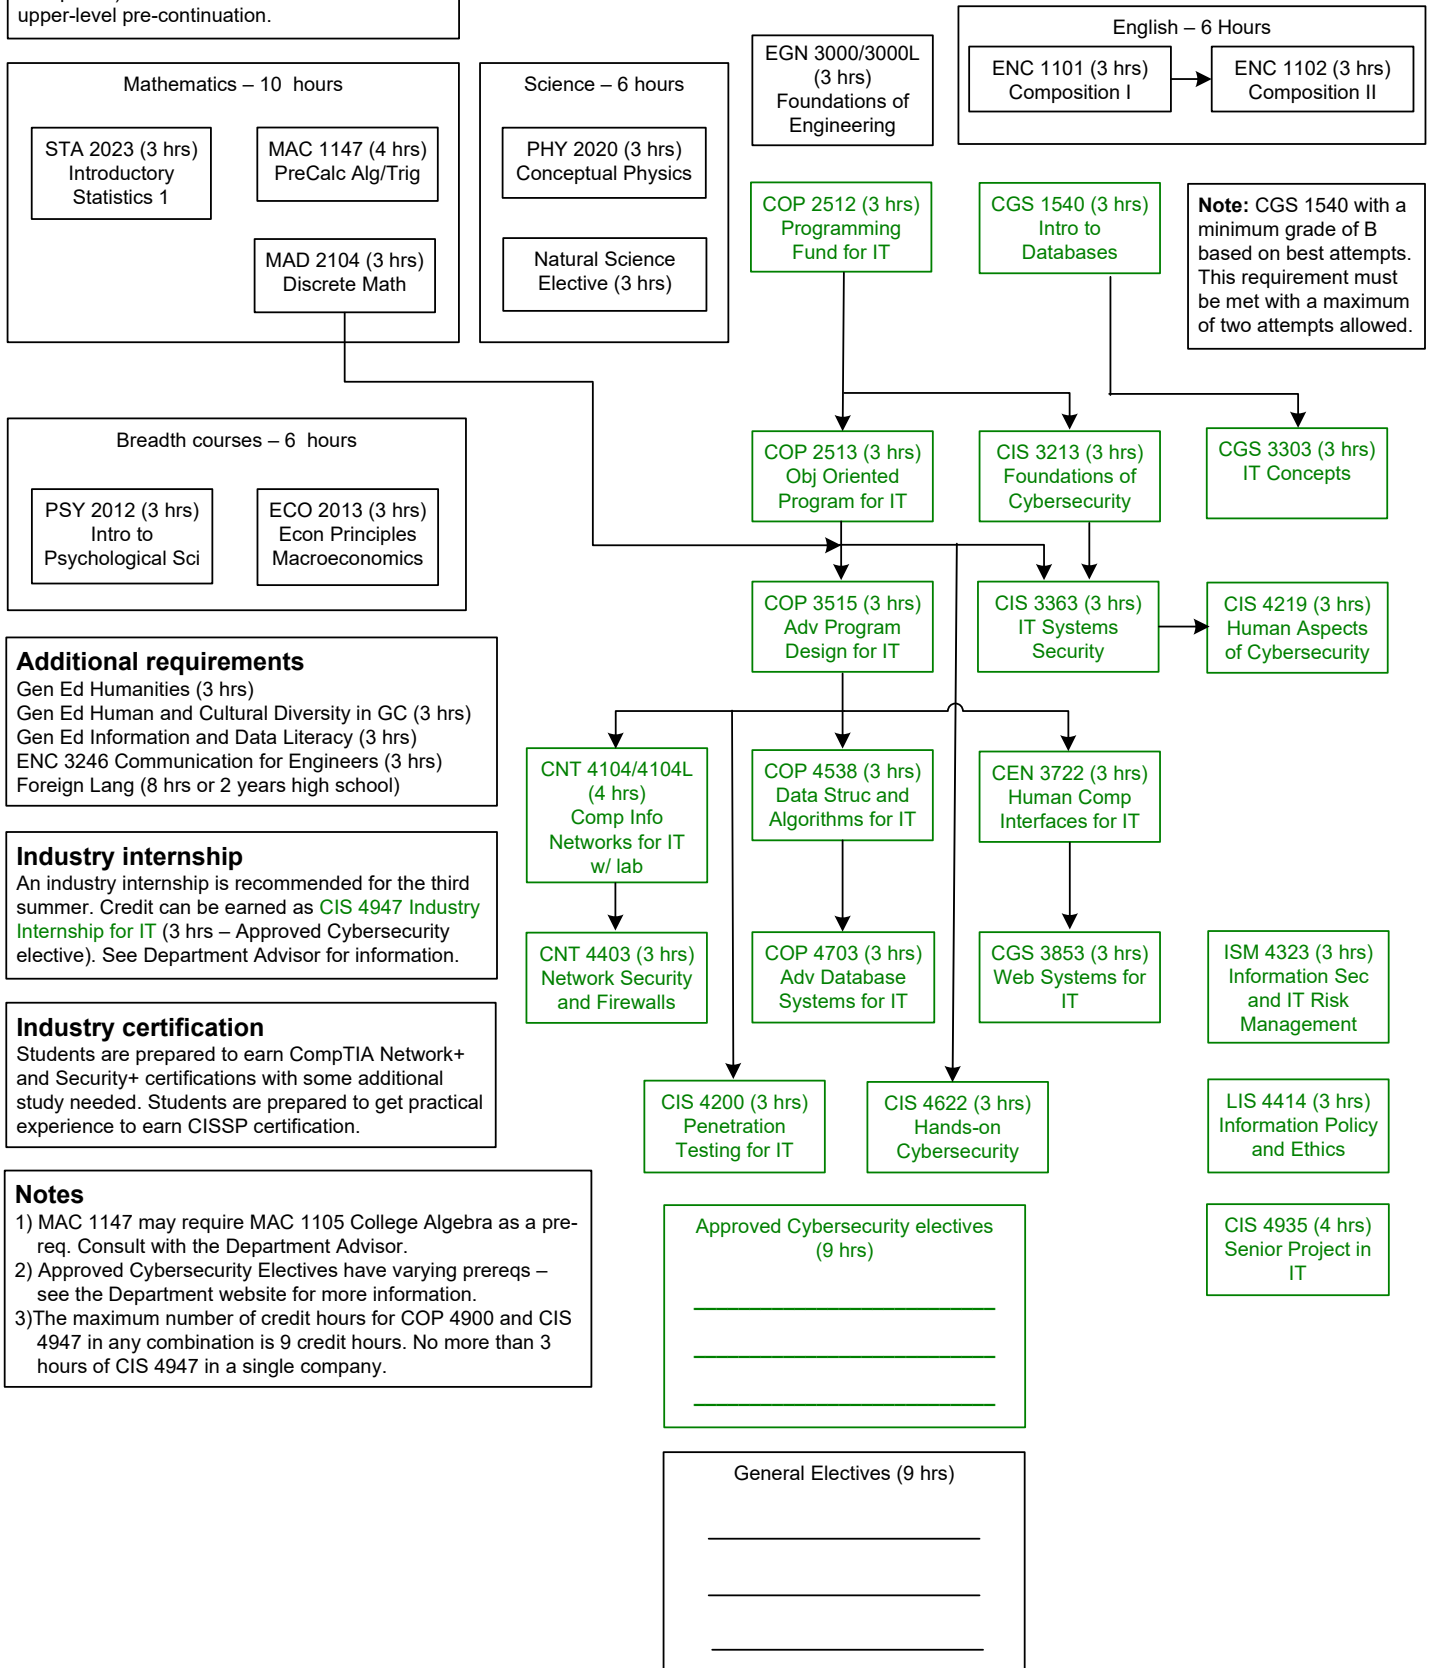 upper-level pre-continuation.
English – 6 Hours
ENC 1101 (3 hrs)
Composition I
ENC 1102 (3 hrs)
Composition II
EGN 3000/3000L
(3 hrs)
Foundations of
Engineering
Mathematics – 10 hours
STA 2023 (3 hrs)
Introductory
Statistics 1
MAC 1147 (4 hrs)
PreCalc Alg/Trig
MAD 2104 (3 hrs)
Discrete Math
Science – 6 hours
PHY 2020 (3 hrs)
Conceptual Physics
Natural Science
Elective (3 hrs)
COP 2512 (3 hrs)
Programming
Fund for IT
CGS 1540 (3 hrs)
Intro to
Databases
Note: CGS 1540 with a
minimum grade of B
based on best attempts.
This requirement must
be met with a maximum
of two attempts allowed.
Breadth courses – 6 hours
PSY 2012 (3 hrs)
Intro to
Psychological Sci
ECO 2013 (3 hrs)
Econ Principles
Macroeconomics
COP 2513 (3 hrs)
Obj Oriented
Program for IT
CIS 3213 (3 hrs)
Foundations of
Cybersecurity
CGS 3303 (3 hrs)
IT Concepts
COP 3515 (3 hrs)
Adv Program
Design for IT
CIS 3363 (3 hrs)
IT Systems
Security
CIS 4219 (3 hrs)
Human Aspects
of Cybersecurity
Additional requirements
Gen Ed Humanities (3 hrs)
Gen Ed Human and Cultural Diversity in GC (3 hrs)
Gen Ed Information and Data Literacy (3 hrs)
ENC 3246 Communication for Engineers (3 hrs)
Foreign Lang (8 hrs or 2 years high school)
CNT 4104/4104L
(4 hrs)
Comp Info
Networks for IT
w/ lab
COP 4538 (3 hrs)
Data Struc and
Algorithms for IT
CEN 3722 (3 hrs)
Human Comp
Interfaces for IT
Industry internship
An industry internship is recommended for the third
summer. Credit can be earned as CIS 4947 Industry
Internship for IT (3 hrs – Approved Cybersecurity
elective). See Department Advisor for information.
CNT 4403 (3 hrs)
Network Security
and Firewalls
COP 4703 (3 hrs)
Adv Database
Systems for IT
CGS 3853 (3 hrs)
Web Systems for
IT
ISM 4323 (3 hrs)
Information Sec
and IT Risk
Management
Industry certification
Students are prepared to earn CompTIA Network+
and Security+ certifications with some additional
study needed. Students are prepared to get practical
experience to earn CISSP certification.
CIS 4200 (3 hrs)
Penetration
Testing for IT
CIS 4622 (3 hrs)
Hands-on
Cybersecurity
LIS 4414 (3 hrs)
Information Policy
and Ethics
Notes
1) MAC 1147 may require MAC 1105 College Algebra as a pre-
req. Consult with the Department Advisor.
2) Approved Cybersecurity Electives have varying prereqs –
see the Department website for more information.
3)The maximum number of credit hours for COP 4900 and CIS
4947 in any combination is 9 credit hours. No more than 3
hours of CIS 4947 in a single company.
Approved Cybersecurity electives
(9 hrs)
CIS 4935 (4 hrs)
Senior Project in
IT
General Electives (9 hrs)